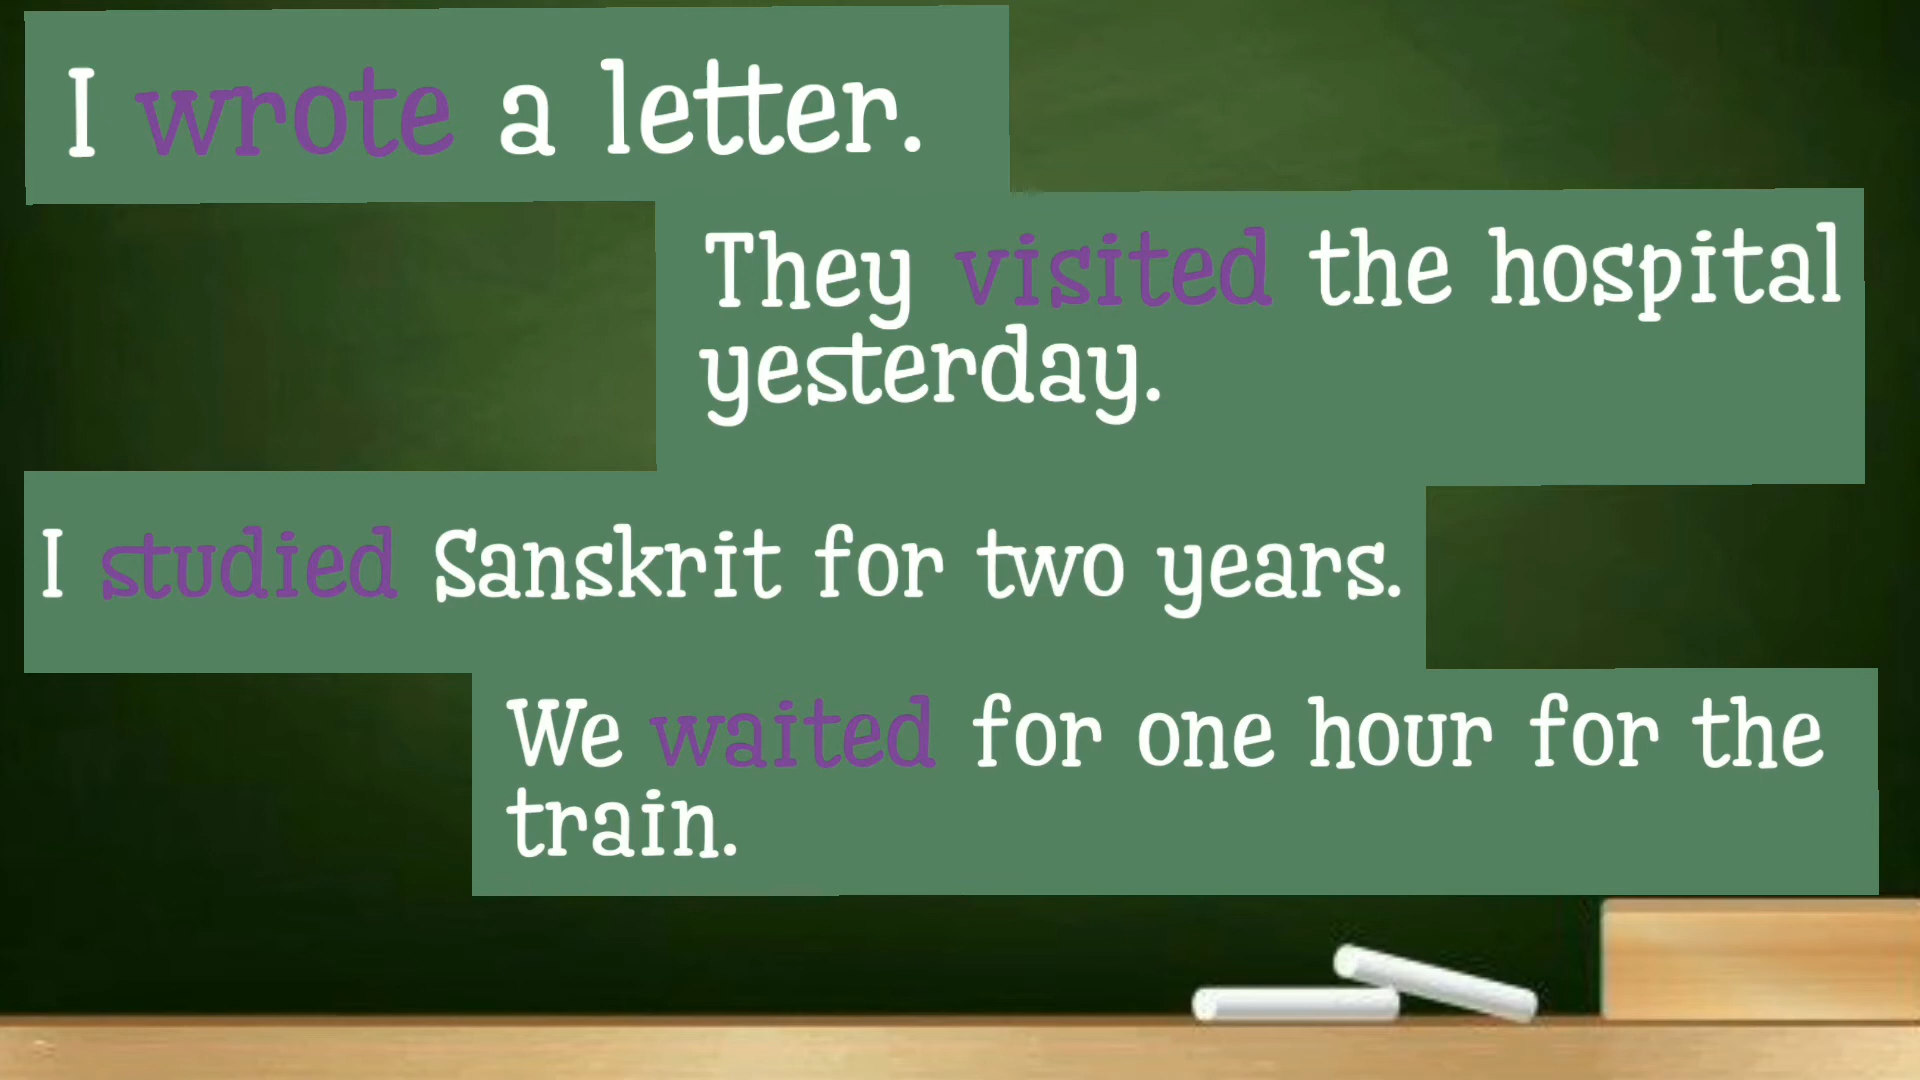 I wrote a letter.
They visited the hospital
yesterday.
I studied Sanskrit for two years.
We waited for one hour for the
train.